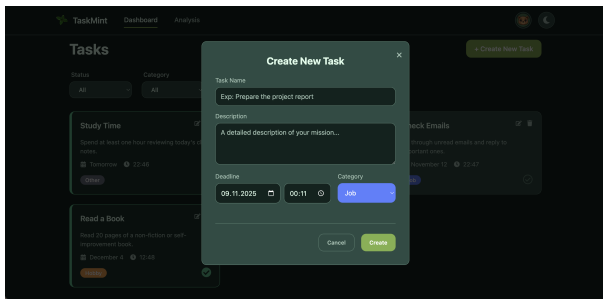 TaskMint Dashboard Analysis
Tasks
+ Create New Task
Status Category
All All
Study Time
Spend at least one hour reviewing today's
notes.
Tomorrow 23:48
Other
Read a Book
Read 20 pages of a non-fiction or self-
improvement book.
December 4 12:48
Hobby
Create New Task
×
Task Name
Exp: Prepare the project report
Description
A detailed description of your mission...
Deadline Category
09.11.2025 00:11 Job
Cancel Create
Emails
through unread emails and reply to
November 12 22:47